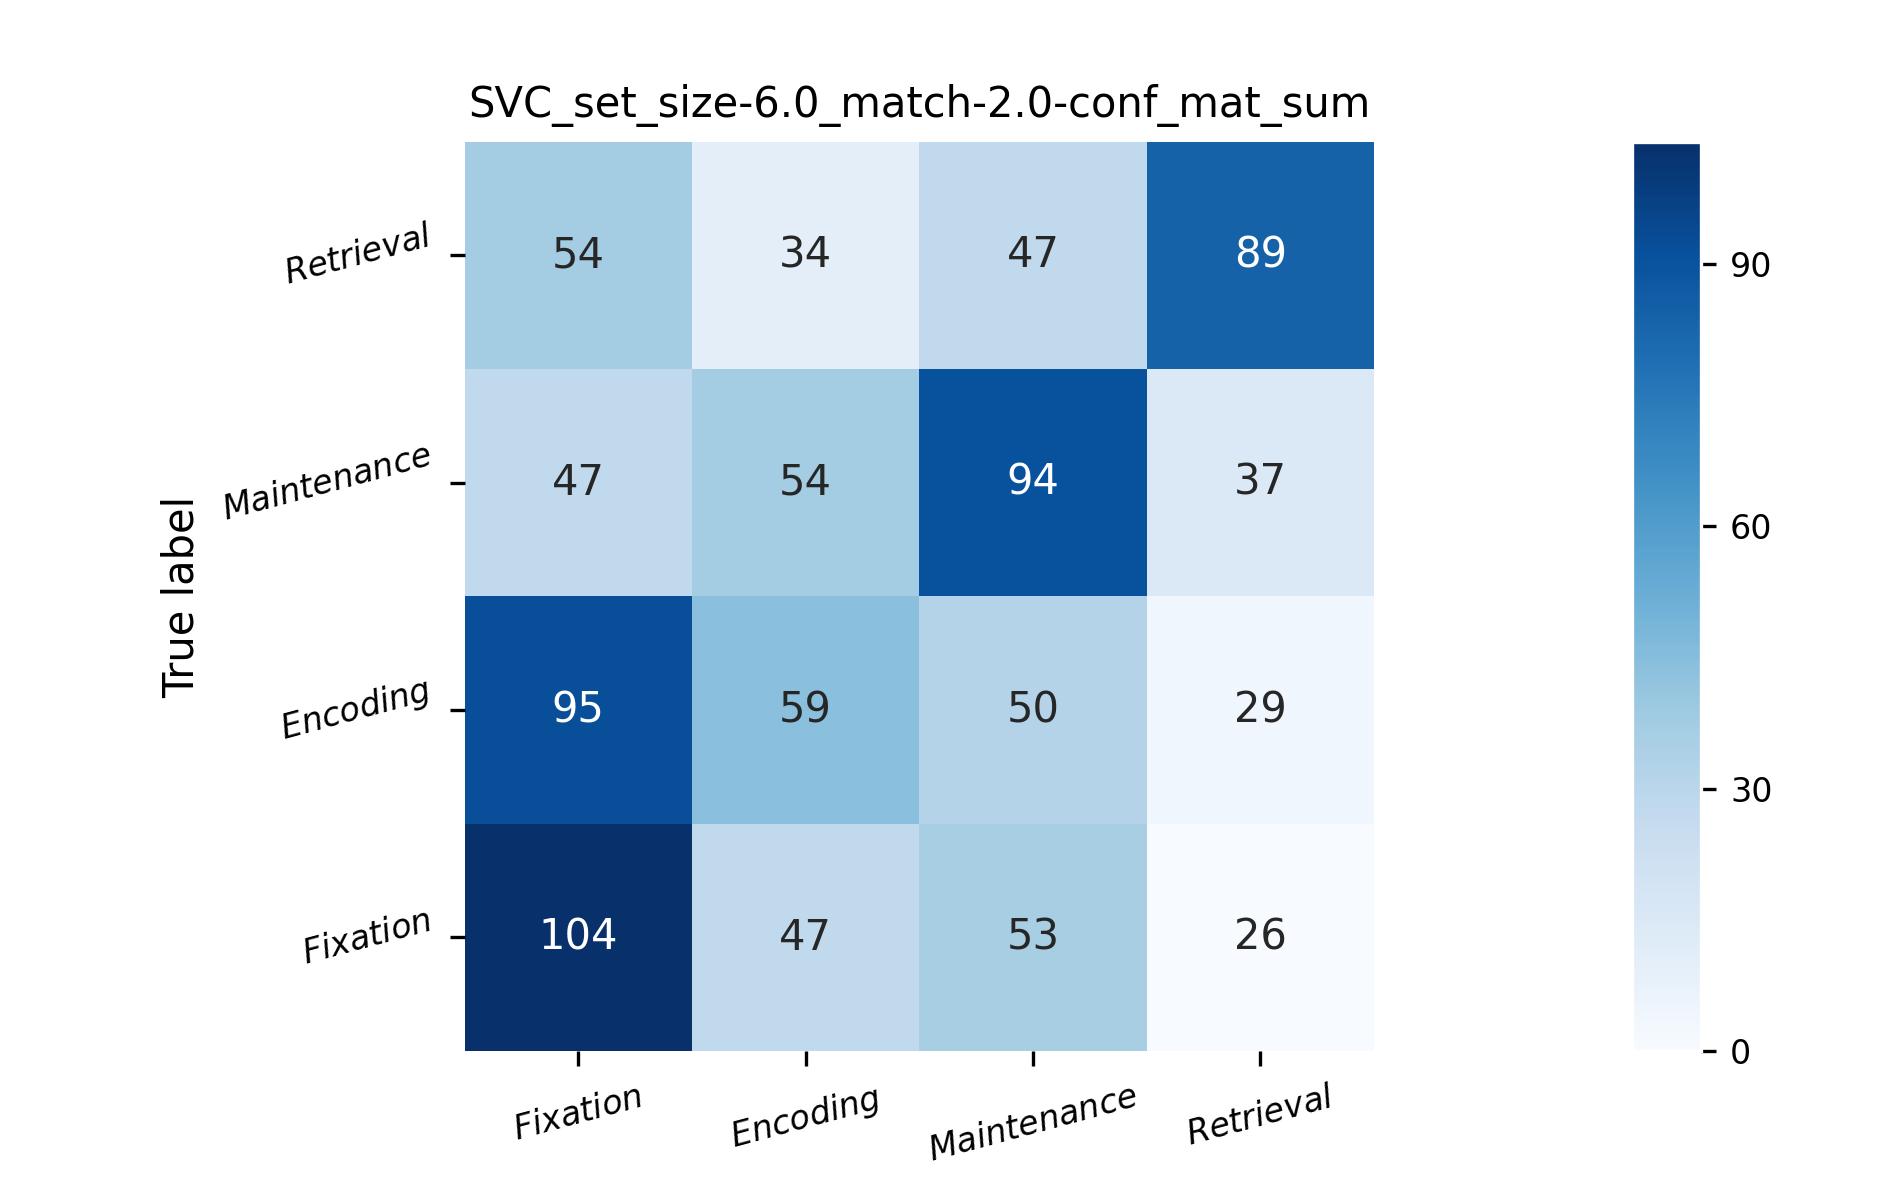 SVC_set_size-6.0_match-2.0-conf_mat_sum
True label
Retrieval 54 34 47 89
Maintenance 47 54 94 37
Encoding 95 59 50 29
Fixation 104 47 53 26
Fixation Encoding Maintenance Retrieval
90
60
30
0